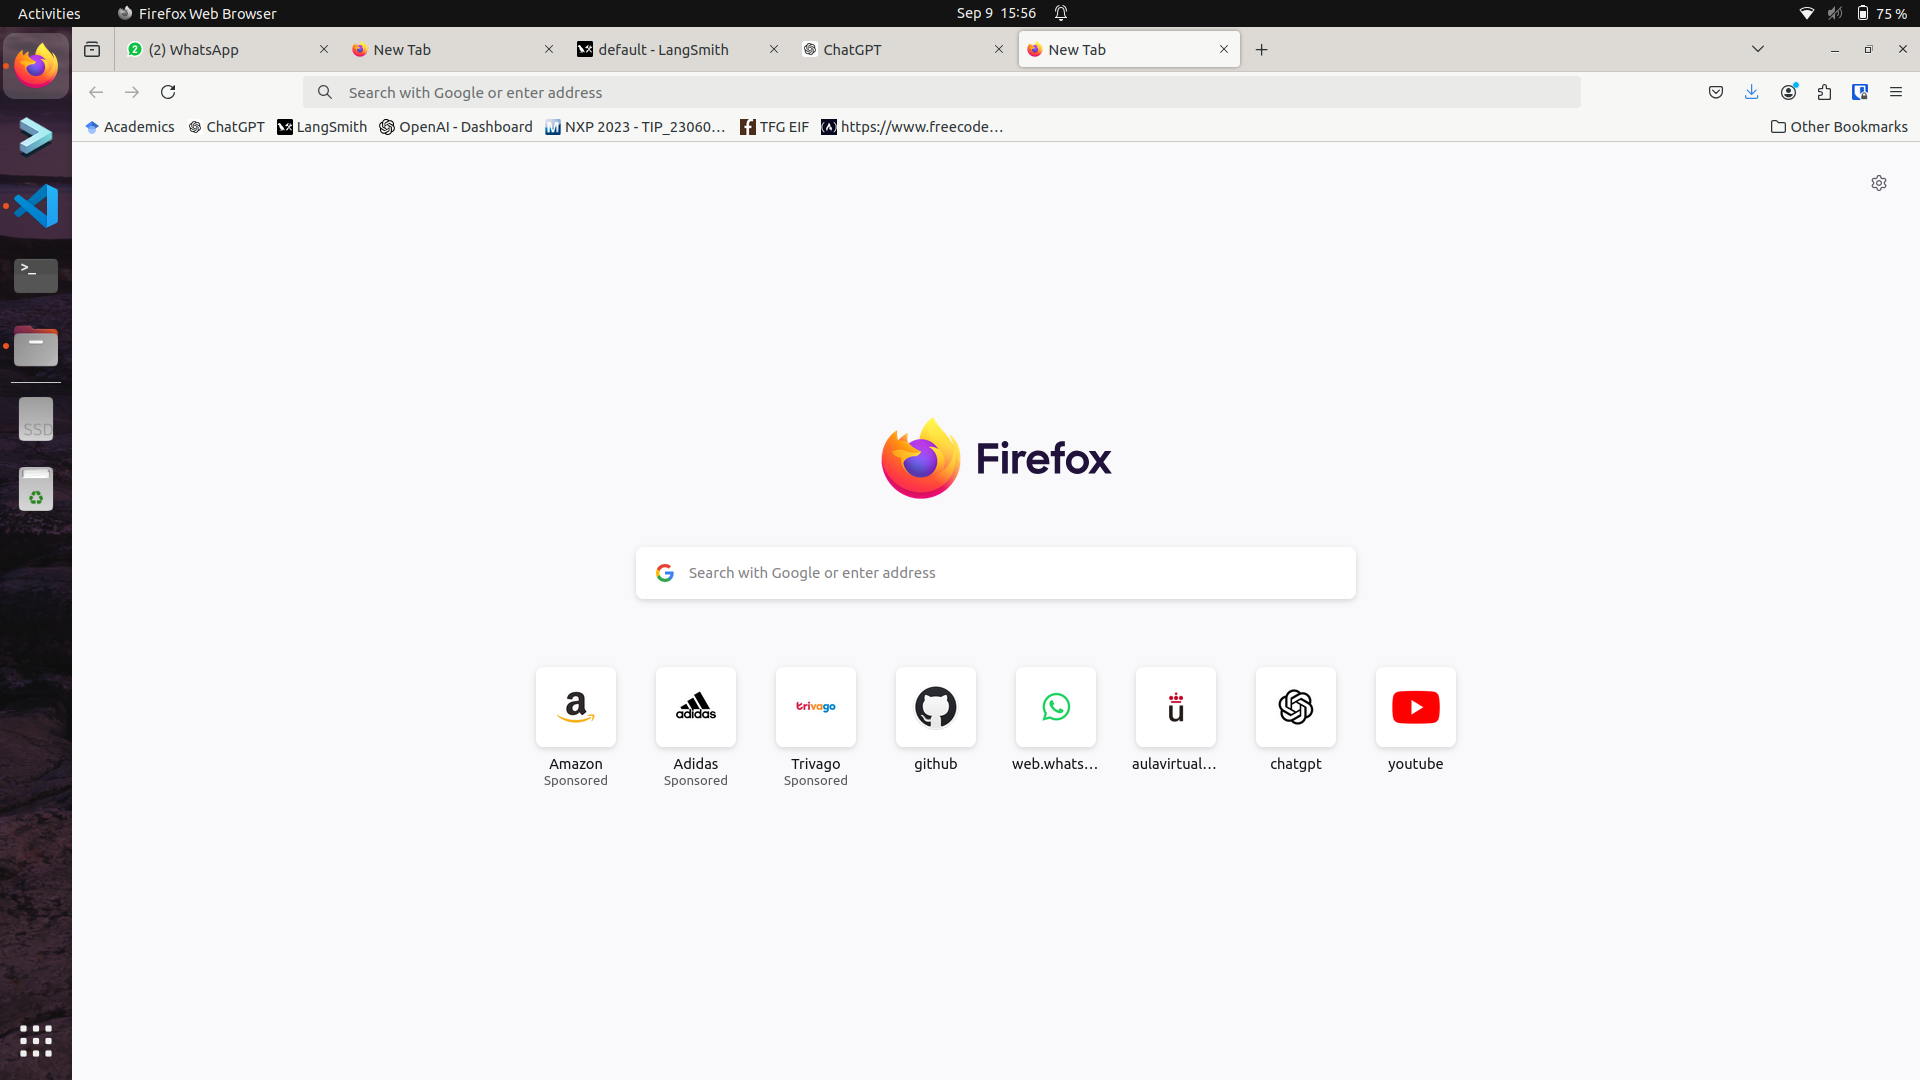 Activities
Firefox Web Browser
Sep 9 15:56
75 %
2
(2) WhatsApp
New Tab
default - LangSmith
ChatGPT
New Tab
Search with Google or enter address
Academics
ChatGPT
LangSmith
OpenAI - Dashboard
M
NXP 2023 - TIP_23060...
TFG EIF
https://www.freecode...
Other Bookmarks
>_
SSD
Firefox
Search with Google or enter address
a
adidas
trivago
u
Amazon
Adidas
Trivago
github
web.whats...
aulavirtual...
chatgpt
youtube
Sponsored
Sponsored
Sponsored